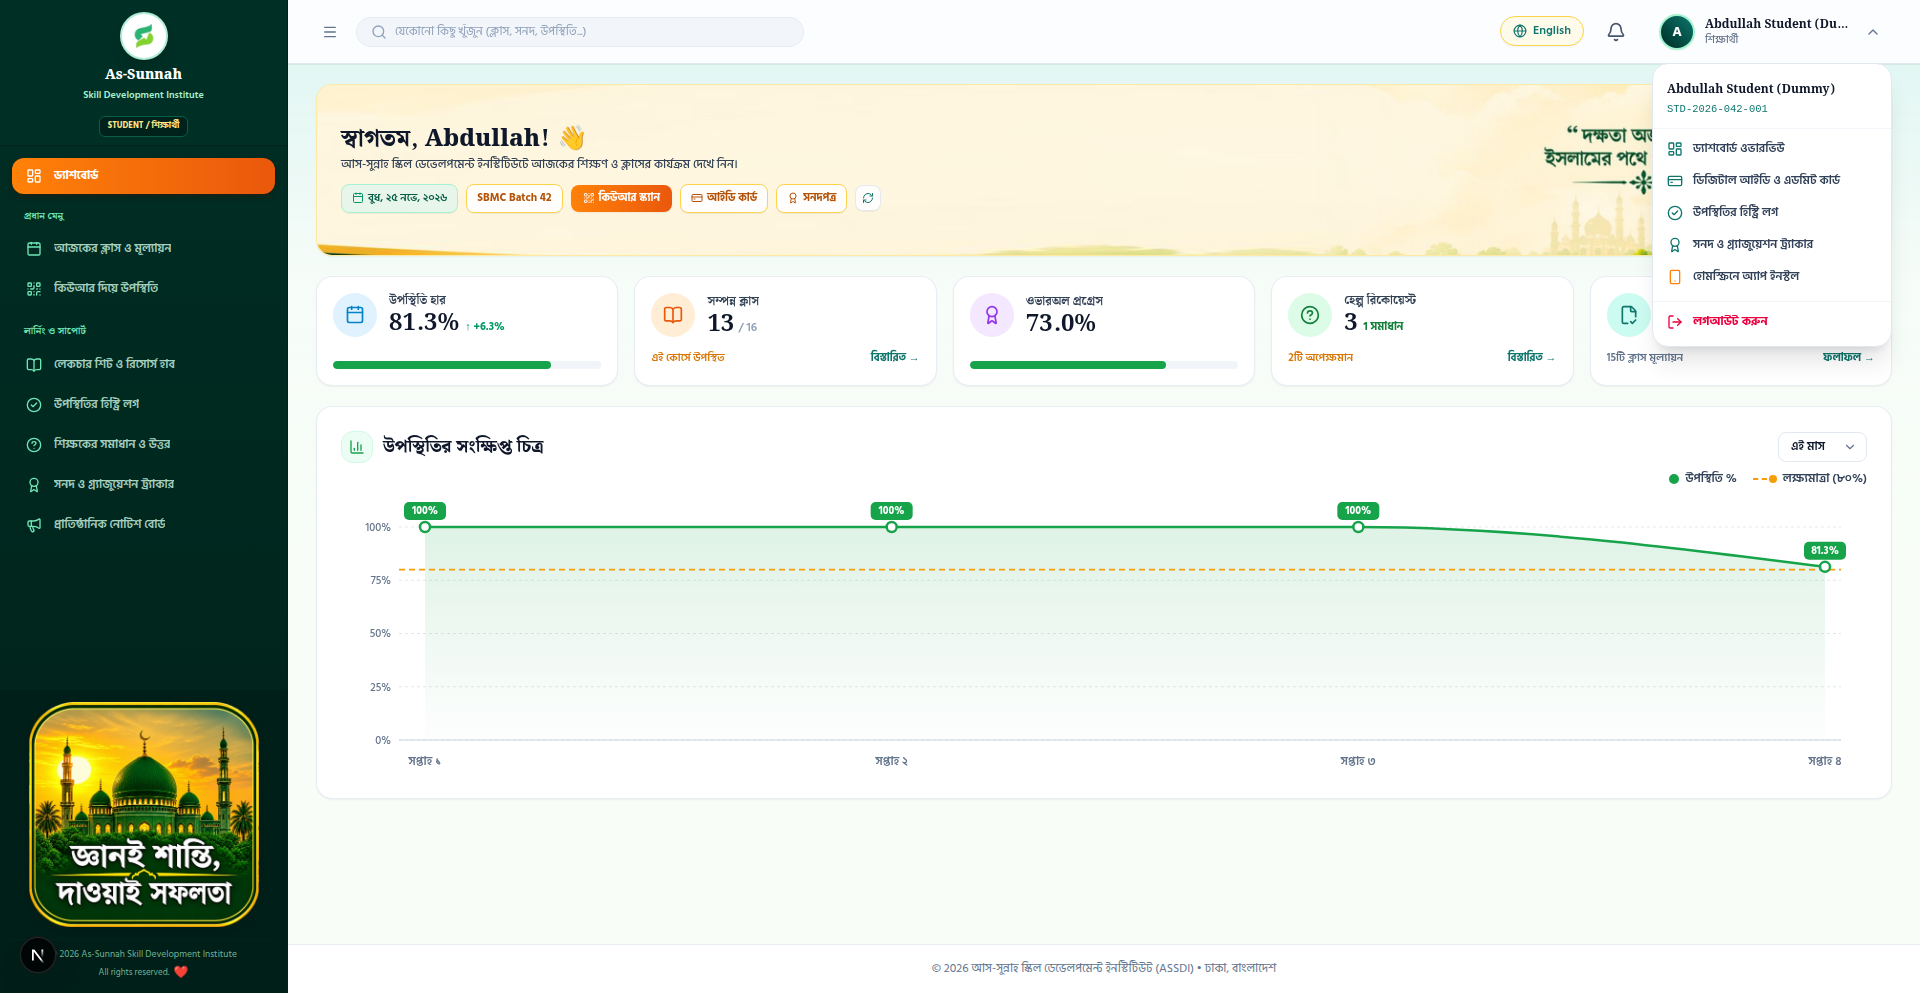 As-Sunnah
Skill Development Institute
STUDENT / শিক্ষার্থী
ড্যাশবোর্ড
প্রধান মেনু
আজকের ক্লাস ও মূল্যায়ন
কিউআর দিয়ে উপস্থিতি
লার্নিং ও সাপোর্ট
লেকচার শিট ও রিসোর্স হাব
উপস্থিতির হিস্ট্রি লগ
শিক্ষকের সমাধান ও উত্তর
সনদ ও গ্র্যাজুয়েশন ট্র্যাকার
প্রাতিষ্ঠানিক নোটিশ বোর্ড
জ্ঞানই শান্তি,
দাওয়াই সফলতা
2026 As-Sunnah Skill Development Institute
All rights reserved. ❤️
যেকোনো কিছু খুঁজুন (ক্লাস, সনদ, উপস্থিতি...)
English
A
Abdullah Student (Du...
শিক্ষার্থী
Abdullah Student (Dummy)
STD-2026-042-001
ড্যাশবোর্ড ওভারভিউ
ডিজিটাল আইডি ও এডমিট কার্ড
উপস্থিতির হিস্ট্রি লগ
সনদ ও গ্র্যাজুয়েশন ট্র্যাকার
হোমস্ক্রিনে অ্যাপ ইনস্টল
লগআউট করুন
স্বাগতম, Abdullah! 👋
আস-সুন্নাহ স্কিল ডেভেলপমেন্ট ইনস্টিটিউটে আজকের শিক্ষণ ও ক্লাসের কার্যক্রম দেখে নিন।
বুধ, ২৫ নভে, ২০২৬
SBMC Batch 42
কিউআর স্ক্যান
আইডি কার্ড
সনদপত্র
“ দক্ষতা
ইসলামের পথে
উপস্থিতি হার
81.3% ↑ +6.3%
সম্পন্ন ক্লাস
13 / 16
এই কোর্সে উপস্থিত
বিস্তারিত →
ওভারঅল প্রগ্রেস
73.0%
হেল্প রিকোয়েস্ট
3 1 সমাধান
2টি অপেক্ষমান
বিস্তারিত →
15টি ক্লাস মূল্যায়ন
ফলাফল →
উপস্থিতির সংক্ষিপ্ত চিত্র
এই মাস
উপস্থিতি %
লক্ষ্যমাত্রা (৮০%)
100%
100%
100%
81.3%
100%
75%
50%
25%
0%
সপ্তাহ ১
সপ্তাহ ২
সপ্তাহ ৩
সপ্তাহ ৪
© 2026 আস-সুন্নাহ স্কিল ডেভেলপমেন্ট ইনস্টিটিউট (ASSDI) • ঢাকা, বাংলাদেশ